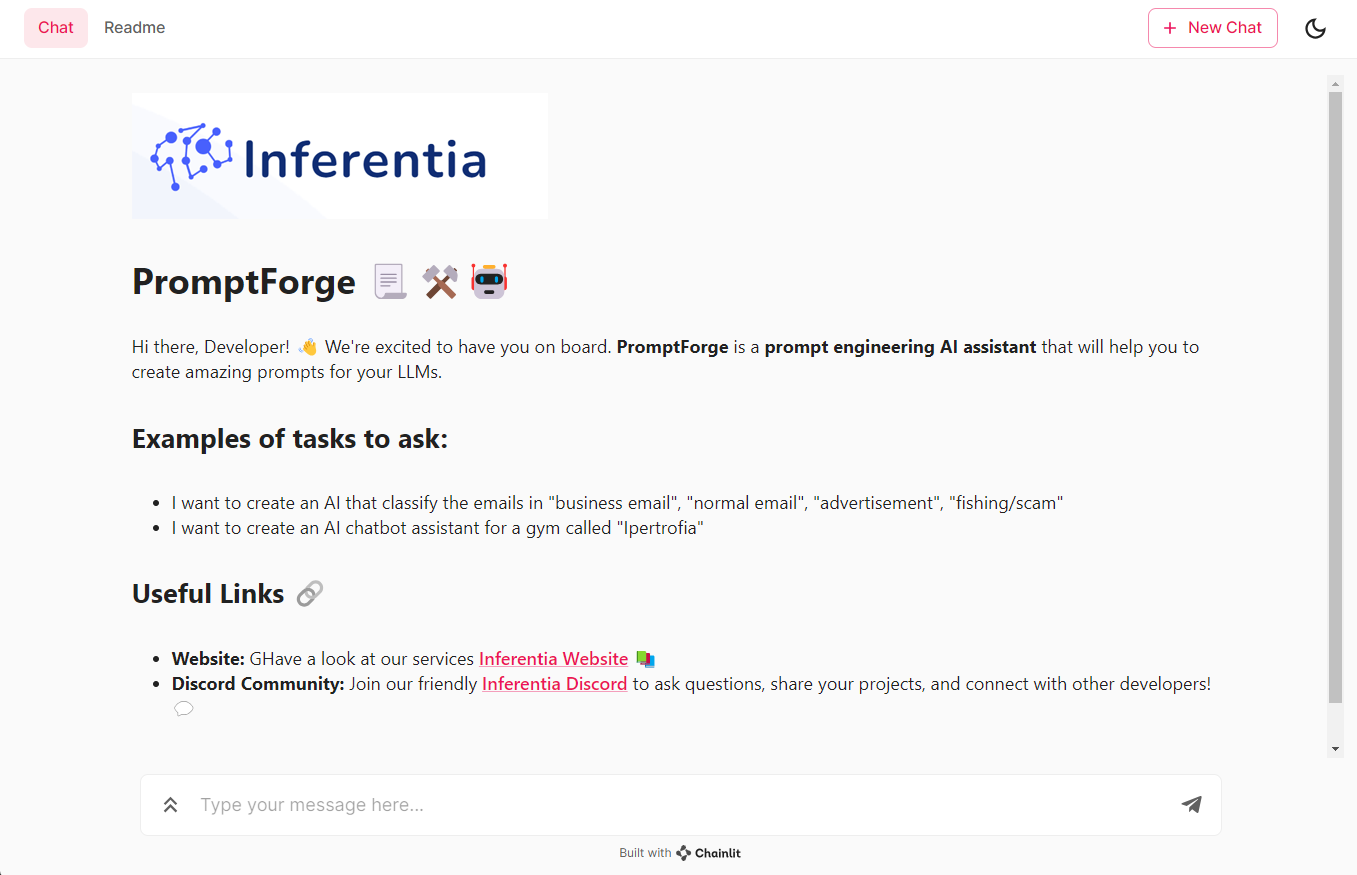 Chat Readme + New Chat
Inferentia
PromptForge 📜 ⚒️ 🤖
Hi there, Developer! 👋 We're excited to have you on board. PromptForge is a prompt engineering AI assistant that will help you to
create amazing prompts for your LLMs.
Examples of tasks to ask:
• I want to create an AI that classify the emails in "business email", "normal email", "advertisement", "fishing/scam"
• I want to create an AI chatbot assistant for a gym called "Ipertrofia"
Useful Links 🔗
• Website: GHave a look at our services Inferentia Website 📚
• Discord Community: Join our friendly Inferentia Discord to ask questions, share your projects, and connect with other developers!
💬
Type your message here...
Built with Chainlit